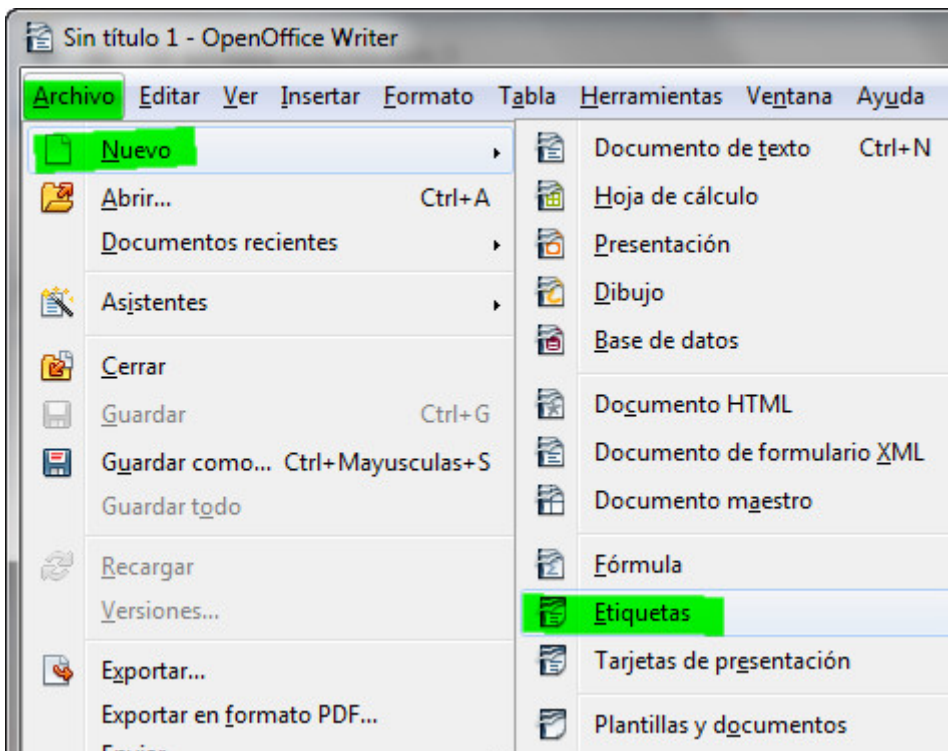 Sin título 1 - OpenOffice Writer
Archivo Editar Ver Insertar Formato Tabla Herramientas Ventana Ayuda
Nuevo
Abrir... Ctrl+A
Documentos recientes
Asistentes
Cerrar
Guardar Ctrl+G
Guardar como... Ctrl+Mayusculas+S
Guardar todo
Recargar
Versiones...
Exportar...
Exportar en formato PDF...
Documento de texto Ctrl+N
Hoja de cálculo
Presentación
Dibujo
Base de datos
Documento HTML
Documento de formulario XML
Documento maestro
Fórmula
Etiquetas
Tarjetas de presentación
Plantillas y documentos